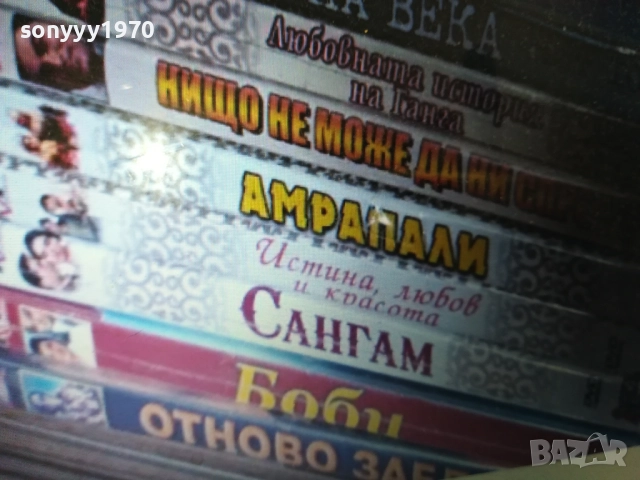 sonyyy1970
НА ВЕКА
Любовната история
на Ганга
НИЩО НЕ МОЖЕ ДА НИ
АМРАПАЛИ
Истина, любов
и красота
САНГАМ
Боби
ОТНОВО
BAZAR